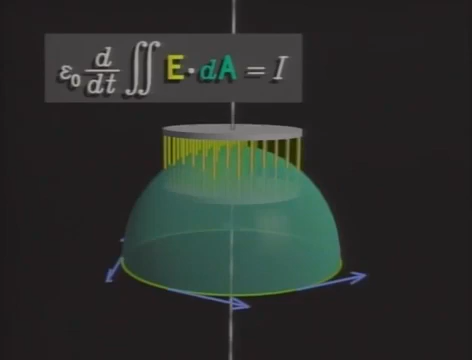 ε₀ d/dt ∬ E · dA = I